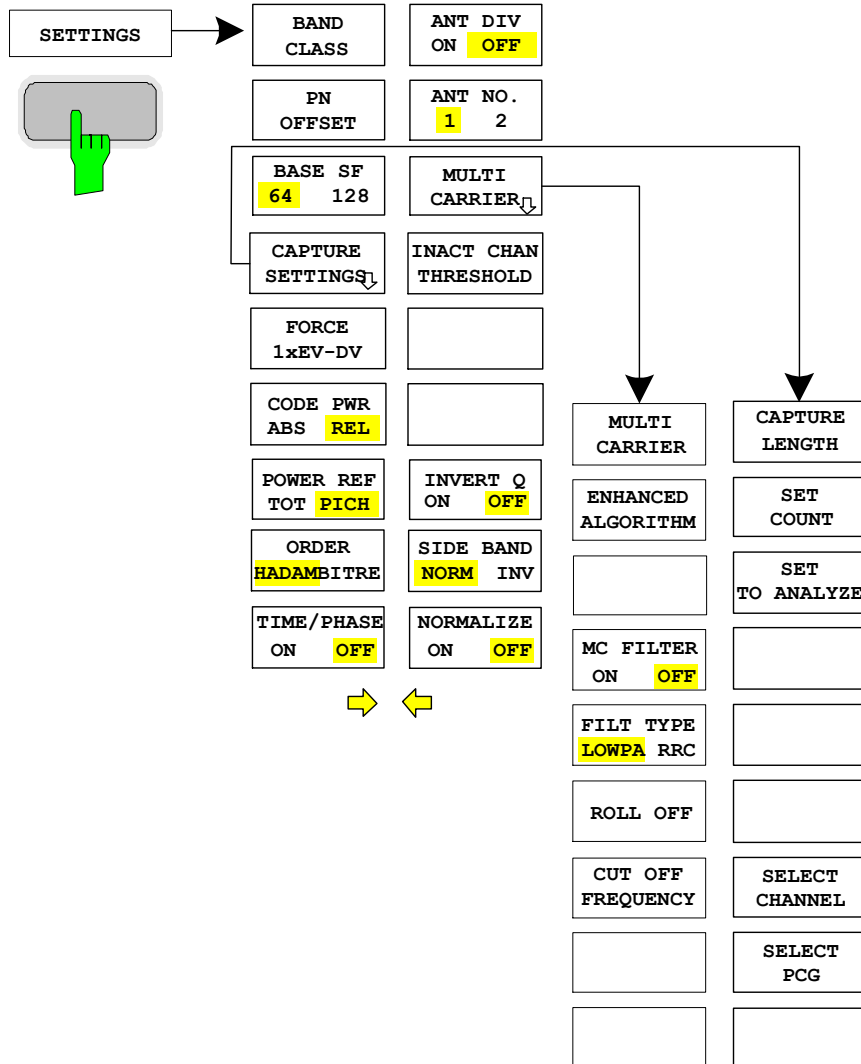 SETTINGS
BAND
CLASS
PN
OFFSET
BASE SF
64 128
CAPTURE
SETTINGS
FORCE
1xEV-DV
CODE PWR
ABS REL
POWER REF
TOT PICH
ORDER
HADAMBITRE
TIME/PHASE
ON OFF
ANT DIV
ON OFF
ANT NO.
1 2
MULTI
CARRIER
INACT CHAN
THRESHOLD
INVERT Q
ON OFF
SIDE BAND
NORM INV
NORMALIZE
ON OFF
MULTI
CARRIER
ENHANCED
ALGORITHM
MC FILTER
ON OFF
FILT TYPE
LOWPA RRC
ROLL OFF
CUT OFF
FREQUENCY
CAPTURE
LENGTH
SET
COUNT
SET
TO ANALYZE
SELECT
CHANNEL
SELECT
PCG